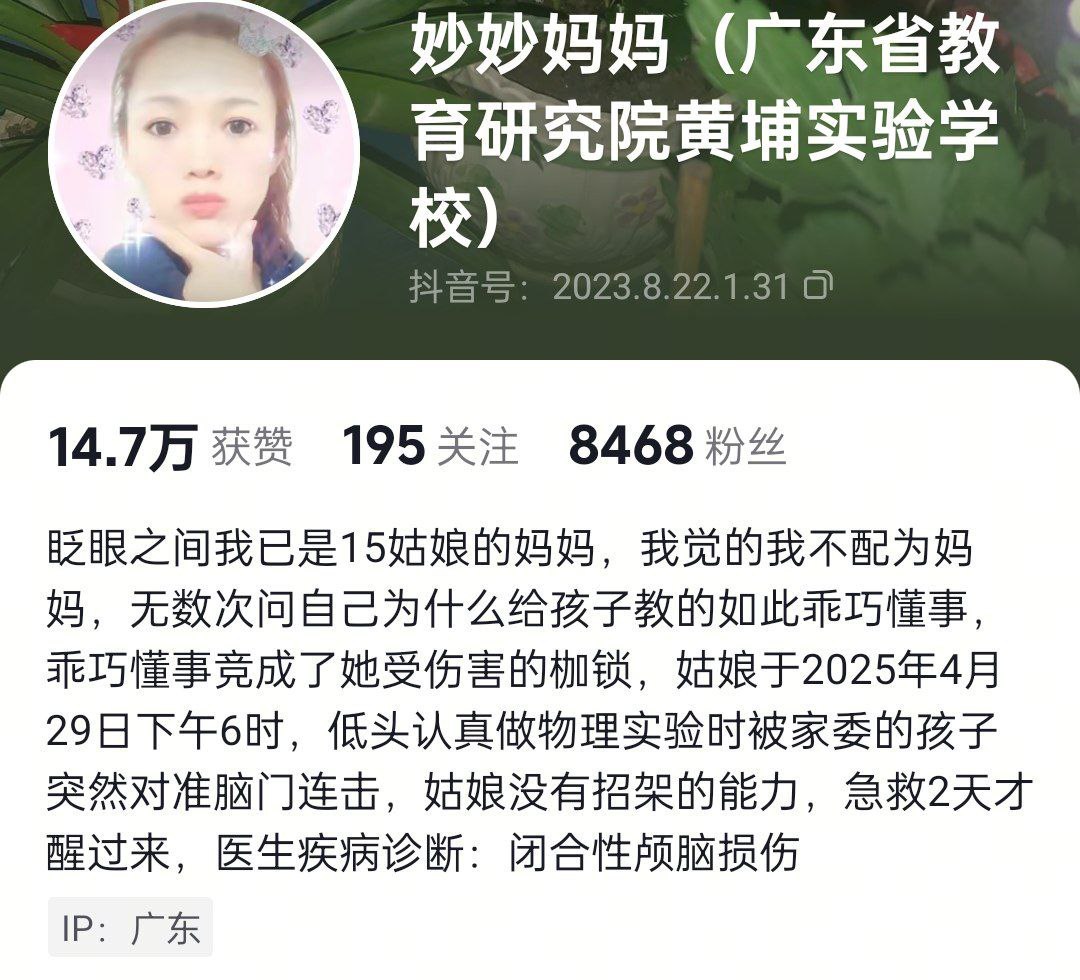 妙妙妈妈（广东省教
育研究院黄埔实验学
校）
抖音号：2023.8.22.1.31
14.7万 获赞 195 关注 8468 粉丝
眨眼之间我已是15姑娘的妈妈，我觉的我不配为妈
妈，无数次问自己为什么给孩子教的如此乖巧懂事，
乖巧懂事竞成了她受伤害的枷锁，姑娘于2025年4月
29日下午6时，低头认真做物理实验时被家委的孩子
突然对准脑门连击，姑娘没有招架的能力，急救2天才
醒过来，医生疾病诊断：闭合性颅脑损伤
IP：广东